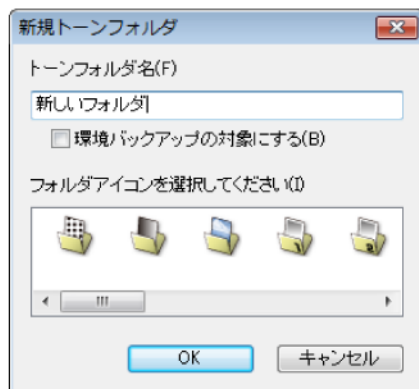 新規トーンフォルダ
トーンフォルダ名(F)
新しいフォルダ
環境バックアップの対象にする(B)
フォルダアイコンを選択してください(I)
OK
キャンセル